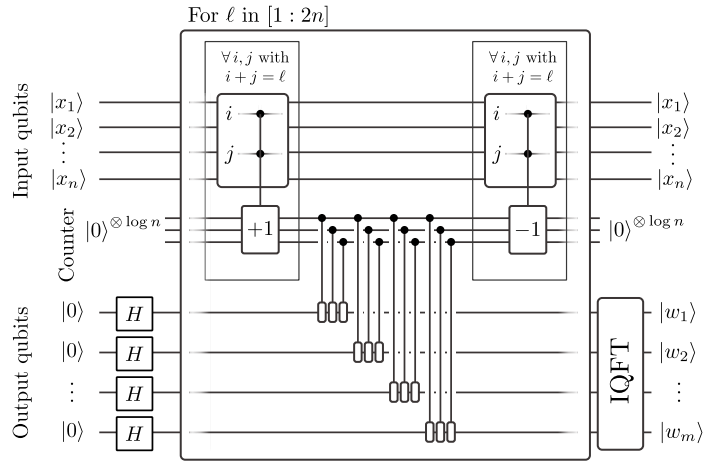 For ℓ in [1 : 2n]
∀ i, j with
i + j = ℓ
∀ i, j with
i + j = ℓ
Input qubits
|x₁⟩
|x₂⟩
⋮
|xₙ⟩
i
j
i
j
|x₁⟩
|x₂⟩
⋮
|xₙ⟩
Counter
|0⟩^{⊗ log n}
+1
−1
|0⟩^{⊗ log n}
Output qubits
|0⟩
H
|w₁⟩
|0⟩
H
|w₂⟩
⋮
H
⋮
|0⟩
H
|wₘ⟩
IQFT